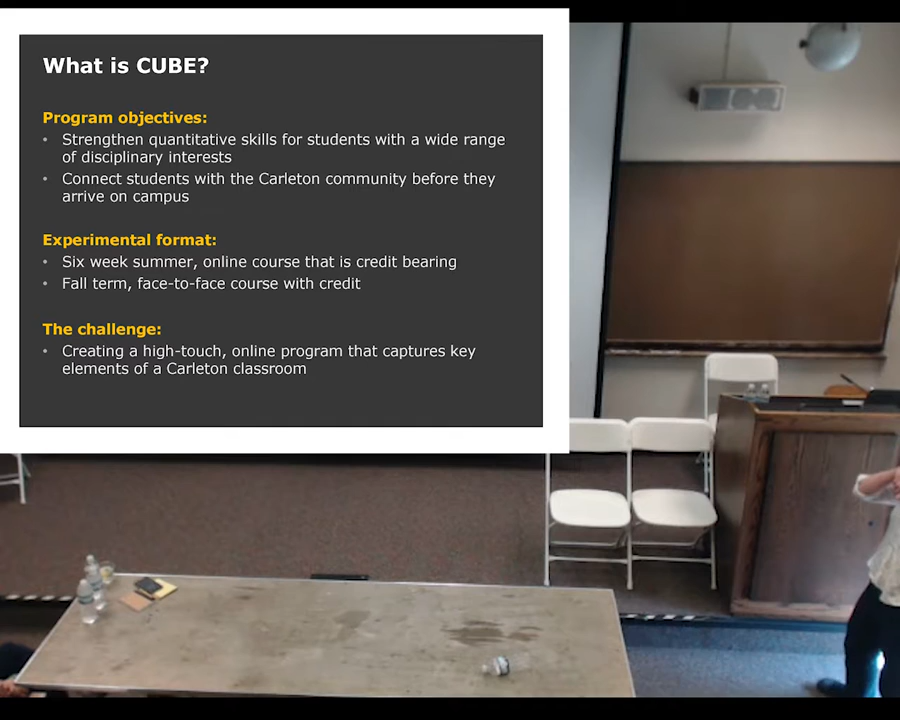 What is CUBE?
Program objectives:
• Strengthen quantitative skills for students with a wide range
of disciplinary interests
• Connect students with the Carleton community before they
arrive on campus
Experimental format:
• Six week summer, online course that is credit bearing
• Fall term, face-to-face course with credit
The challenge:
• Creating a high-touch, online program that captures key
elements of a Carleton classroom